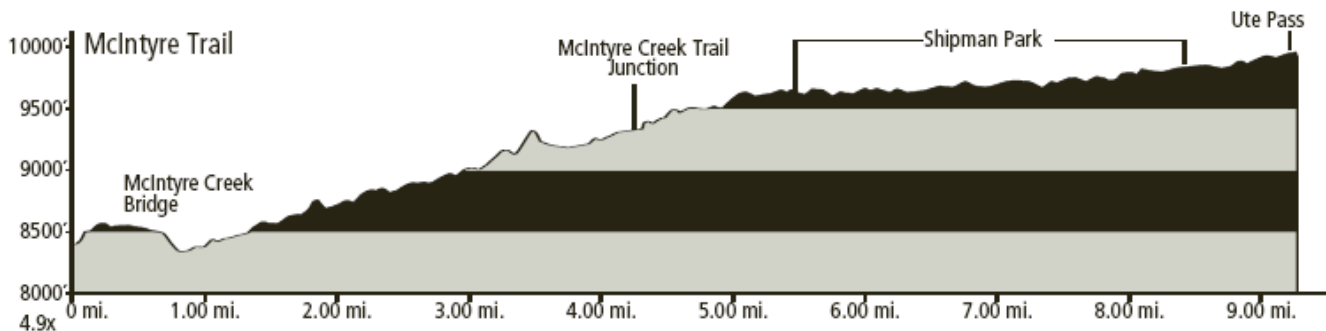 Ute Pass
10000'
McIntyre Trail
McIntyre Creek Trail
Junction
Shipman Park
9500'
9000'
McIntyre Creek
Bridge
8500'
8000'
0 mi.
1.00 mi.
2.00 mi.
3.00 mi.
4.00 mi.
5.00 mi.
6.00 mi.
7.00 mi.
8.00 mi.
9.00 mi.
4.9x